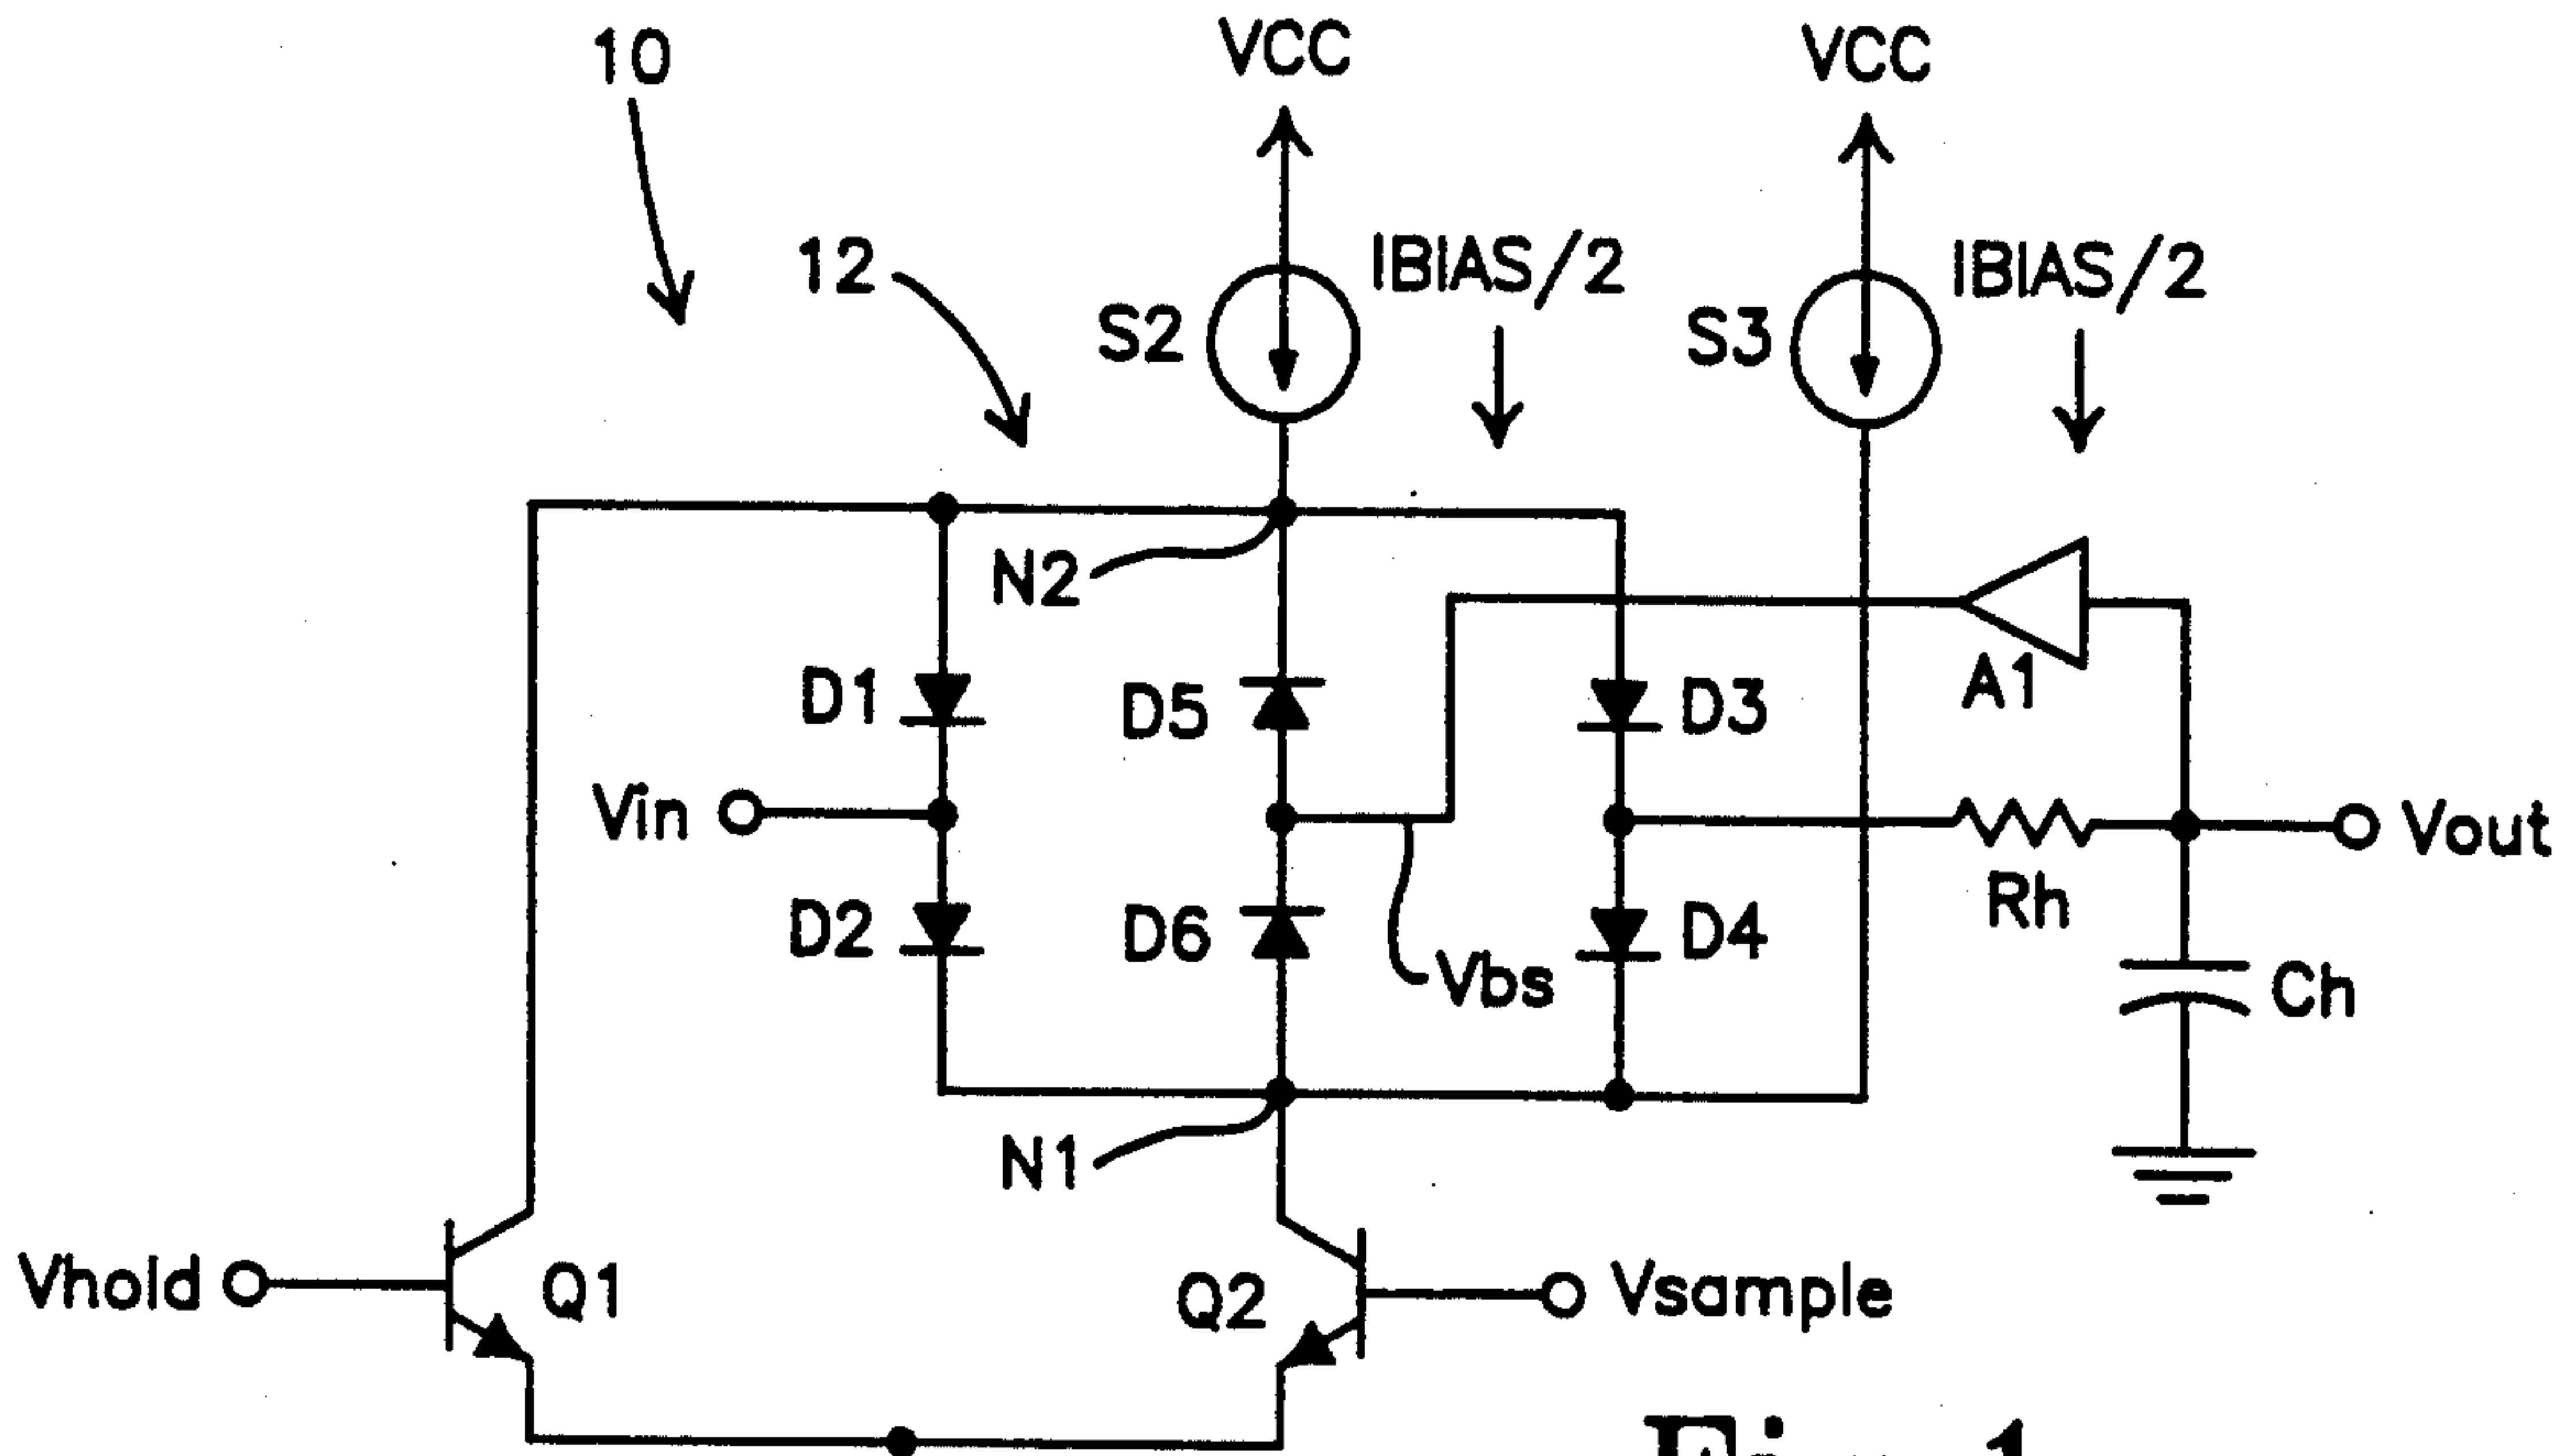 10
VCC
VCC
12
S2
IBIAS/2
S3
IBIAS/2
N2
D1
D5
D3
A1
Vin
Vout
Rh
D2
D6
D4
Vbs
Ch
N1
Vhold
Q1
Q2
Vsample